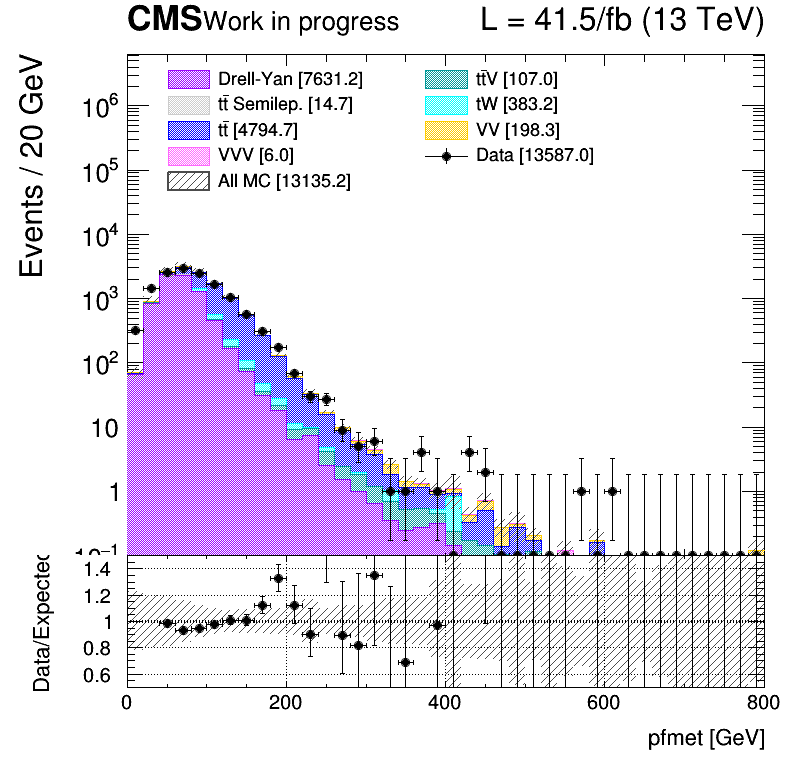 CMS Work in progress L = 41.5/fb (13 TeV)
Events / 20 GeV
Drell-Yan [7631.2]
tt̄ Semilep. [14.7]
tt̄ [4794.7]
VVV [6.0]
All MC [13135.2]
tt̄V [107.0]
tW [383.2]
VV [198.3]
Data [13587.0]
10⁶
10⁵
10⁴
10³
10²
10
1
10⁻¹
Data/Expected
1.4
1.2
1
0.8
0.6
0 200 400 600 800
pfmet [GeV]